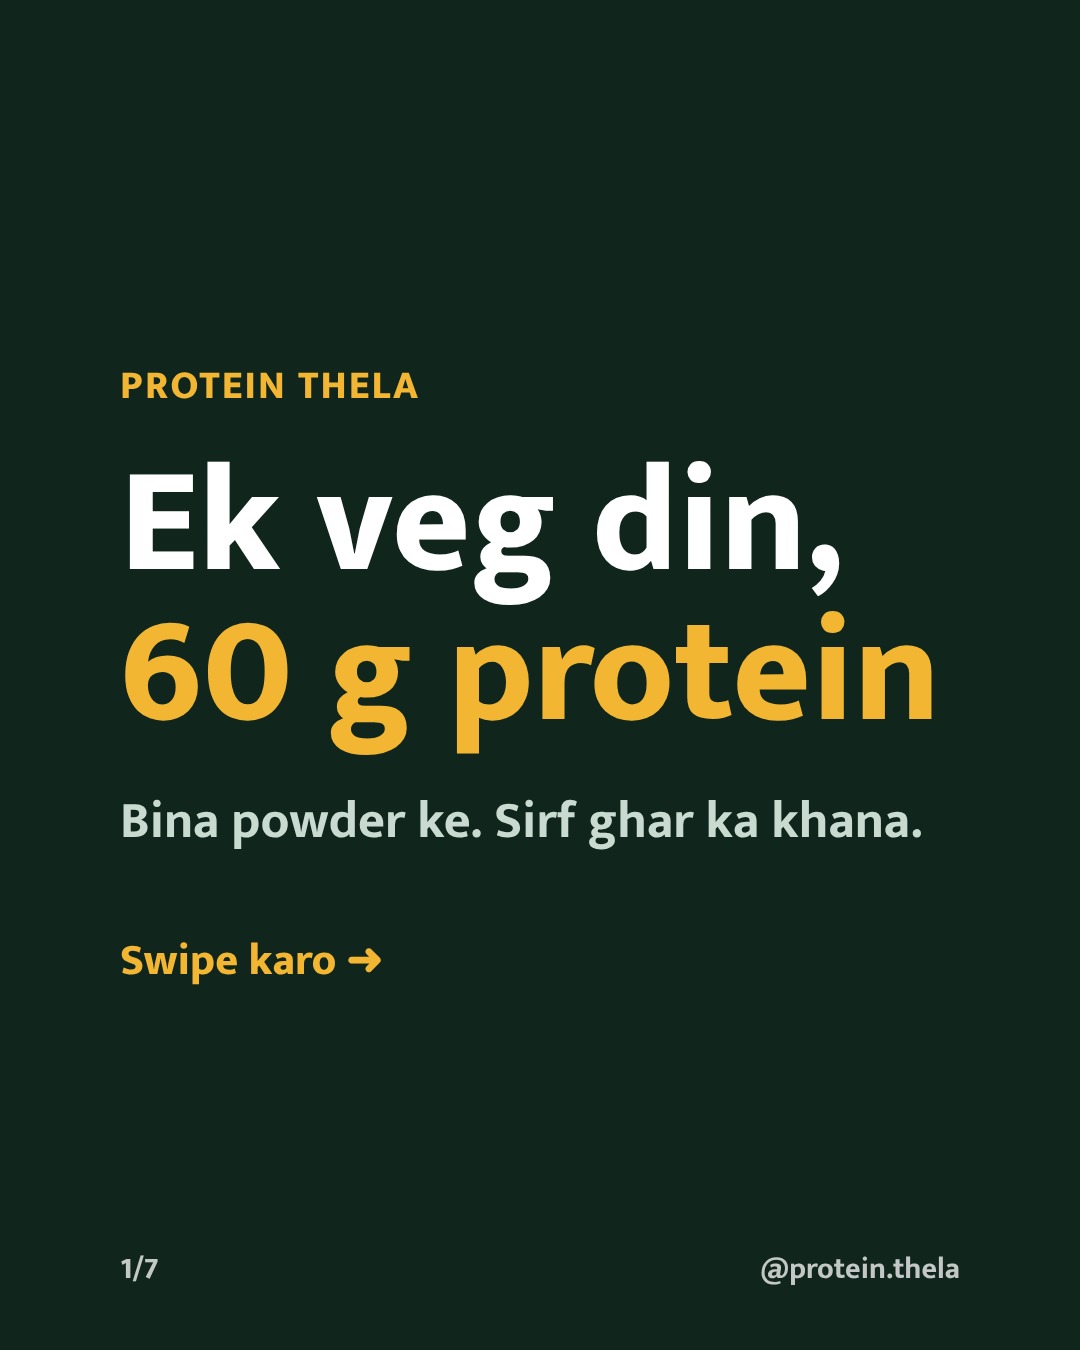 PROTEIN THELA
Ek veg din,
60 g protein
Bina powder ke. Sirf ghar ka khana.
Swipe karo ➜
1/7
@protein.thela